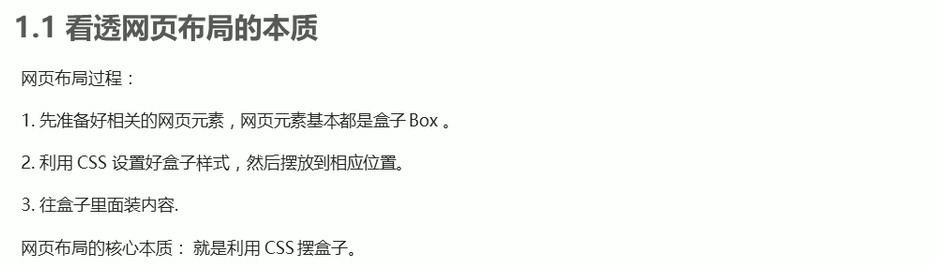 1.1 看透网页布局的本质
网页布局过程：
1. 先准备好相关的网页元素，网页元素基本都是盒子 Box 。
2. 利用 CSS 设置好盒子样式，然后摆放到相应位置。
3. 往盒子里面装内容.
网页布局的核心本质： 就是利用 CSS 摆盒子。